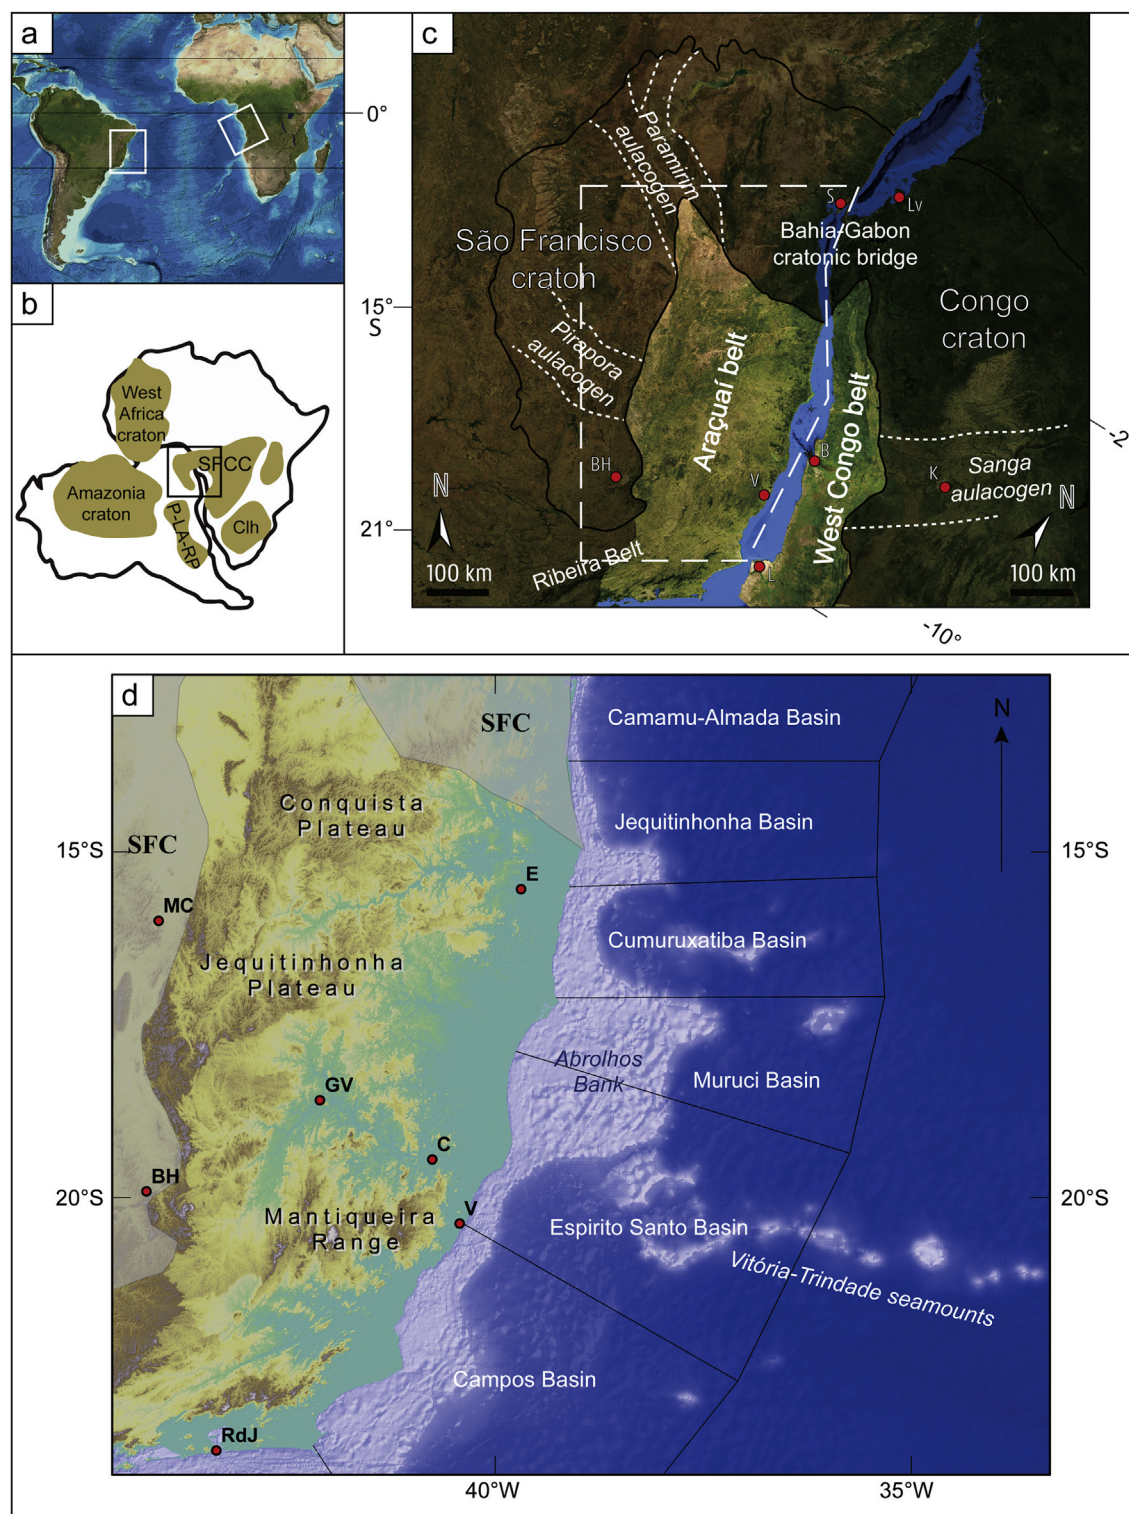 a
0°
b
West
Africa
craton
SFCC
Amazonia
craton
P-LA-RP
Clh
c
Paramirim
aulacogen
São Francisco
craton
S
Lv
Bahia-Gabon
cratonic bridge
Congo
craton
15°
S
Pirapora
aulacogen
Araçuaí belt
West Congo belt
BH
V
B
K
Sanga
aulacogen
-2
N
N
21°
Ribeira Belt
L
100 km
100 km
-10°
d
SFC
Camamu-Almada Basin
N
Conquista
Plateau
Jequitinhonha Basin
15°S
SFC
15°S
E
MC
Cumuruxatiba Basin
Jequitinhonha
Plateau
Abrolhos
Bank
Muruci Basin
GV
C
BH
20°S
20°S
V
Mantiqueira
Range
Espirito Santo Basin
Vitória-Trindade seamounts
Campos Basin
RdJ
40°W
35°W